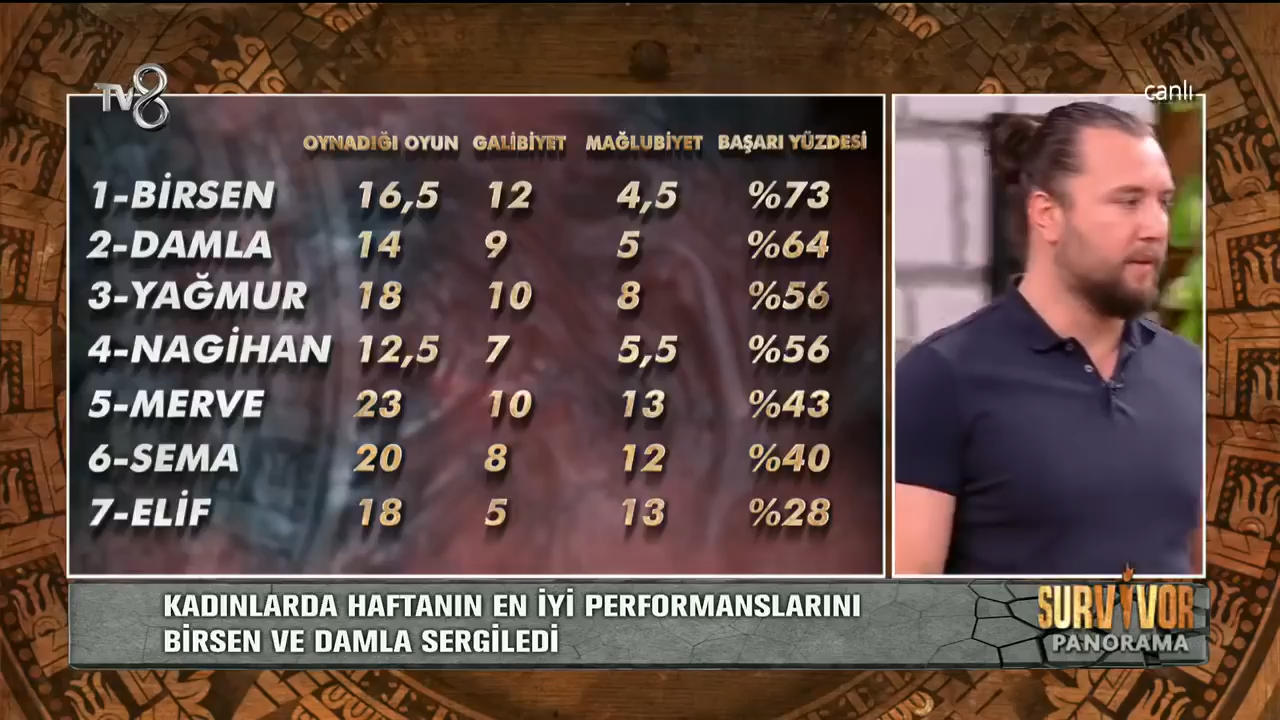 TV8
canlı
OYNADIĞI OYUN GALİBİYET MAĞLUBİYET BAŞARI YÜZDESİ
1-BİRSEN 16,5 12 4,5 %73
2-DAMLA 14 9 5 %64
3-YAĞMUR 18 10 8 %56
4-NAGİHAN 12,5 7 5,5 %56
5-MERVE 23 10 13 %43
6-SEMA 20 8 12 %40
7-ELİF 18 5 13 %28
KADINLARDA HAFTANIN EN İYİ PERFORMANSLARINI
BİRSEN VE DAMLA SERGİLEDİ
SURVIVOR
PANORAMA